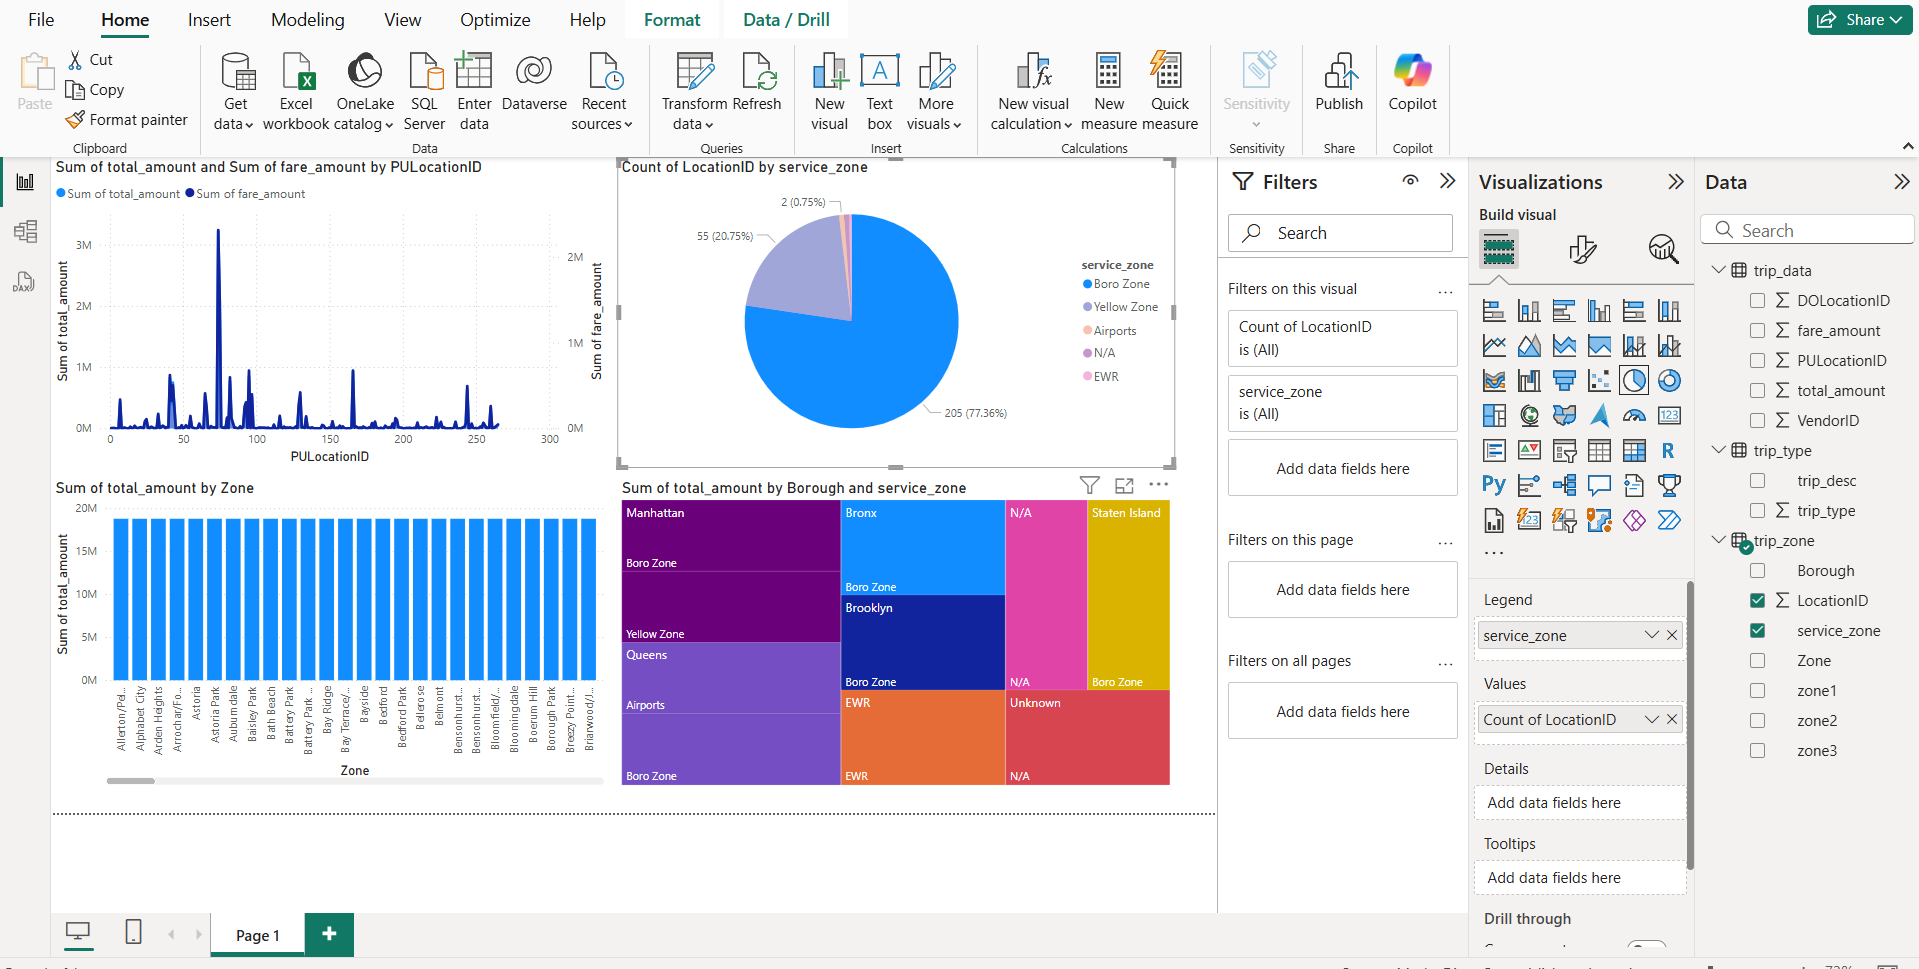 File
Home
Insert
Modeling
View
Optimize
Help
Format
Data / Drill
Share
Paste
Cut
Copy
Format painter
Clipboard
Get
data
Excel
workbook
OneLake
catalog
SQL
Server
Enter
data
Dataverse
Recent
sources
Data
Transform
data
Refresh
Queries
New
visual
Text
box
More
visuals
Insert
New visual
calculation
New
measure
Quick
measure
Calculations
Sensitivity
Sensitivity
Publish
Share
Copilot
Copilot
Sum of total_amount and Sum of fare_amount by PULocationID
Sum of total_amount
Sum of fare_amount
Sum of total_amount
3M
2M
1M
0M
2M
1M
0M
Sum of fare_amount
0
50
100
150
200
250
300
PULocationID
Count of LocationID by service_zone
2 (0.75%)
55 (20.75%)
205 (77.36%)
service_zone
Boro Zone
Yellow Zone
Airports
N/A
EWR
Sum of total_amount by Zone
Sum of total_amount
20M
15M
10M
5M
0M
Allerton/Pel...
Alphabet City
Arden Heights
Arrochar/Fo...
Astoria
Astoria Park
Auburndale
Baisley Park
Bath Beach
Battery Park
Battery Park ...
Bay Ridge
Bay Terrace/...
Bayside
Bedford
Bedford Park
Bellerose
Belmont
Bensonhurst...
Bensonhurst...
Bloomfield/...
Bloomingdale
Boerum Hill
Borough Park
Breezy Point...
Briarwood/J...
Zone
Sum of total_amount by Borough and service_zone
Manhattan
Boro Zone
Yellow Zone
Queens
Airports
Boro Zone
Bronx
Boro Zone
Brooklyn
Boro Zone
EWR
EWR
N/A
N/A
Staten Island
Boro Zone
Unknown
N/A
Page 1
Filters
Search
Filters on this visual
Count of LocationID
is (All)
service_zone
is (All)
Add data fields here
Filters on this page
Add data fields here
Filters on all pages
Add data fields here
Visualizations
Build visual
123
R
Py
123
Legend
service_zone
Values
Count of LocationID
Details
Add data fields here
Tooltips
Add data fields here
Drill through
Data
Search
trip_data
DOLocationID
fare_amount
PULocationID
total_amount
VendorID
trip_type
trip_desc
trip_type
trip_zone
Borough
LocationID
service_zone
Zone
zone1
zone2
zone3